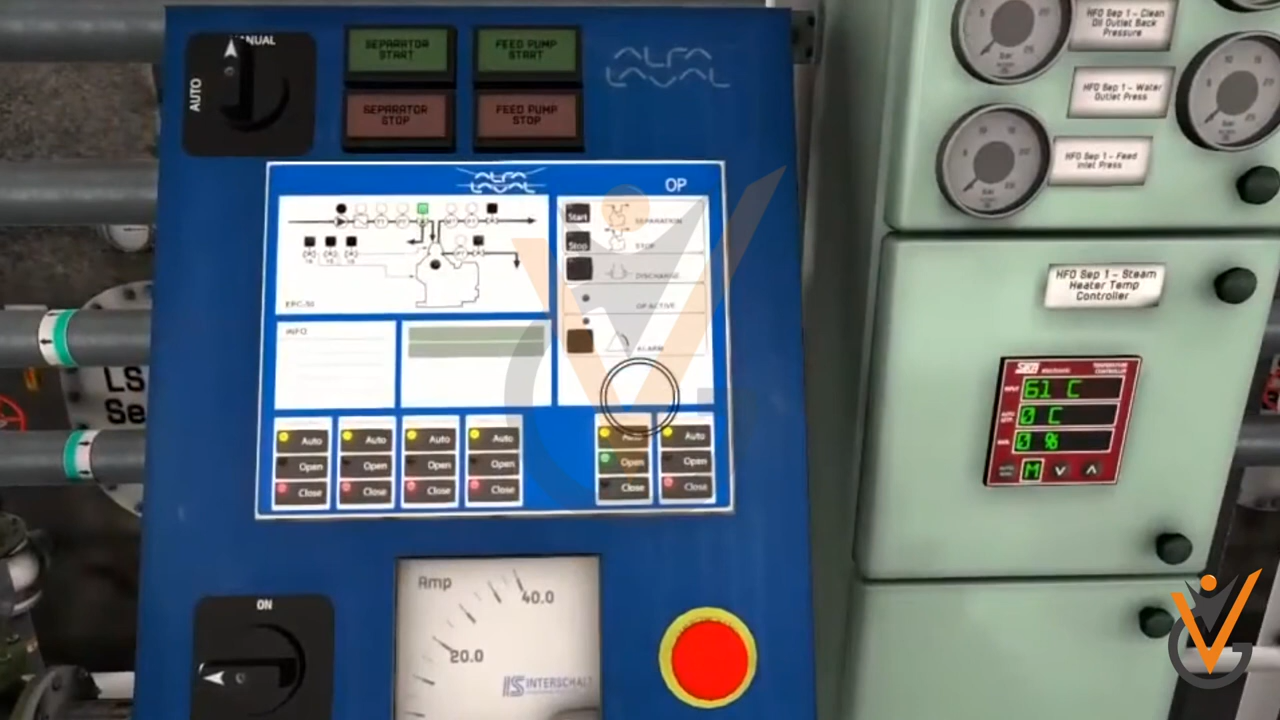 MANUAL
AUTO
SEPARATOR
START
FEED PUMP
START
SEPARATOR
STOP
FEED PUMP
STOP
ALFA
LAVAL
ALFA
LAVAL
OP
Start
SEPARATION
Stop
STOP
DISCHARGE
OP ACTIVE
ALARM
EPC-50
INFO
Auto
Open
Close
Auto
Open
Close
Auto
Open
Close
Auto
Open
Close
Auto
Open
Close
Auto
Open
Close
ON
Amp
40.0
20.0
INTERSCHALT
LS
Se
HFO Sep 1 - Clean
Oil Outlet Back
Pressure
HFO Sep 1 - Water
Outlet Press
HFO Sep 1 - Feed
Inlet Press
HFO Sep 1 - Steam
Heater Temp
Controller
61 C
0 C
0 %
M